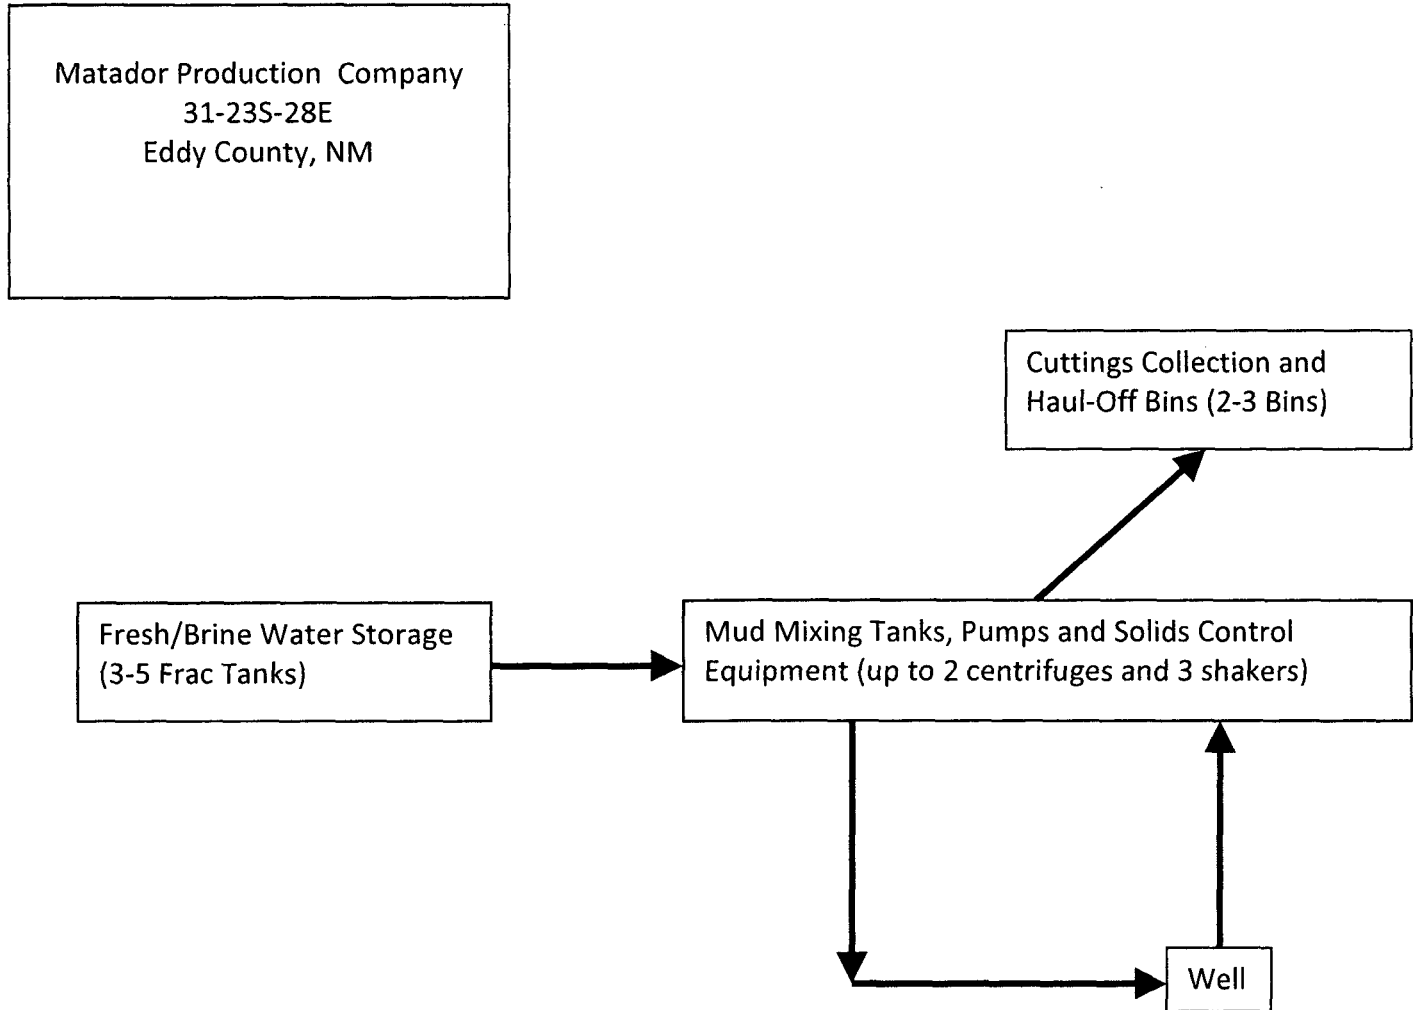 Matador Production Company
31-23S-28E
Eddy County, NM
Cuttings Collection and
Haul-Off Bins (2-3 Bins)
Fresh/Brine Water Storage
(3-5 Frac Tanks)
Mud Mixing Tanks, Pumps and Solids Control
Equipment (up to 2 centrifuges and 3 shakers)
Well